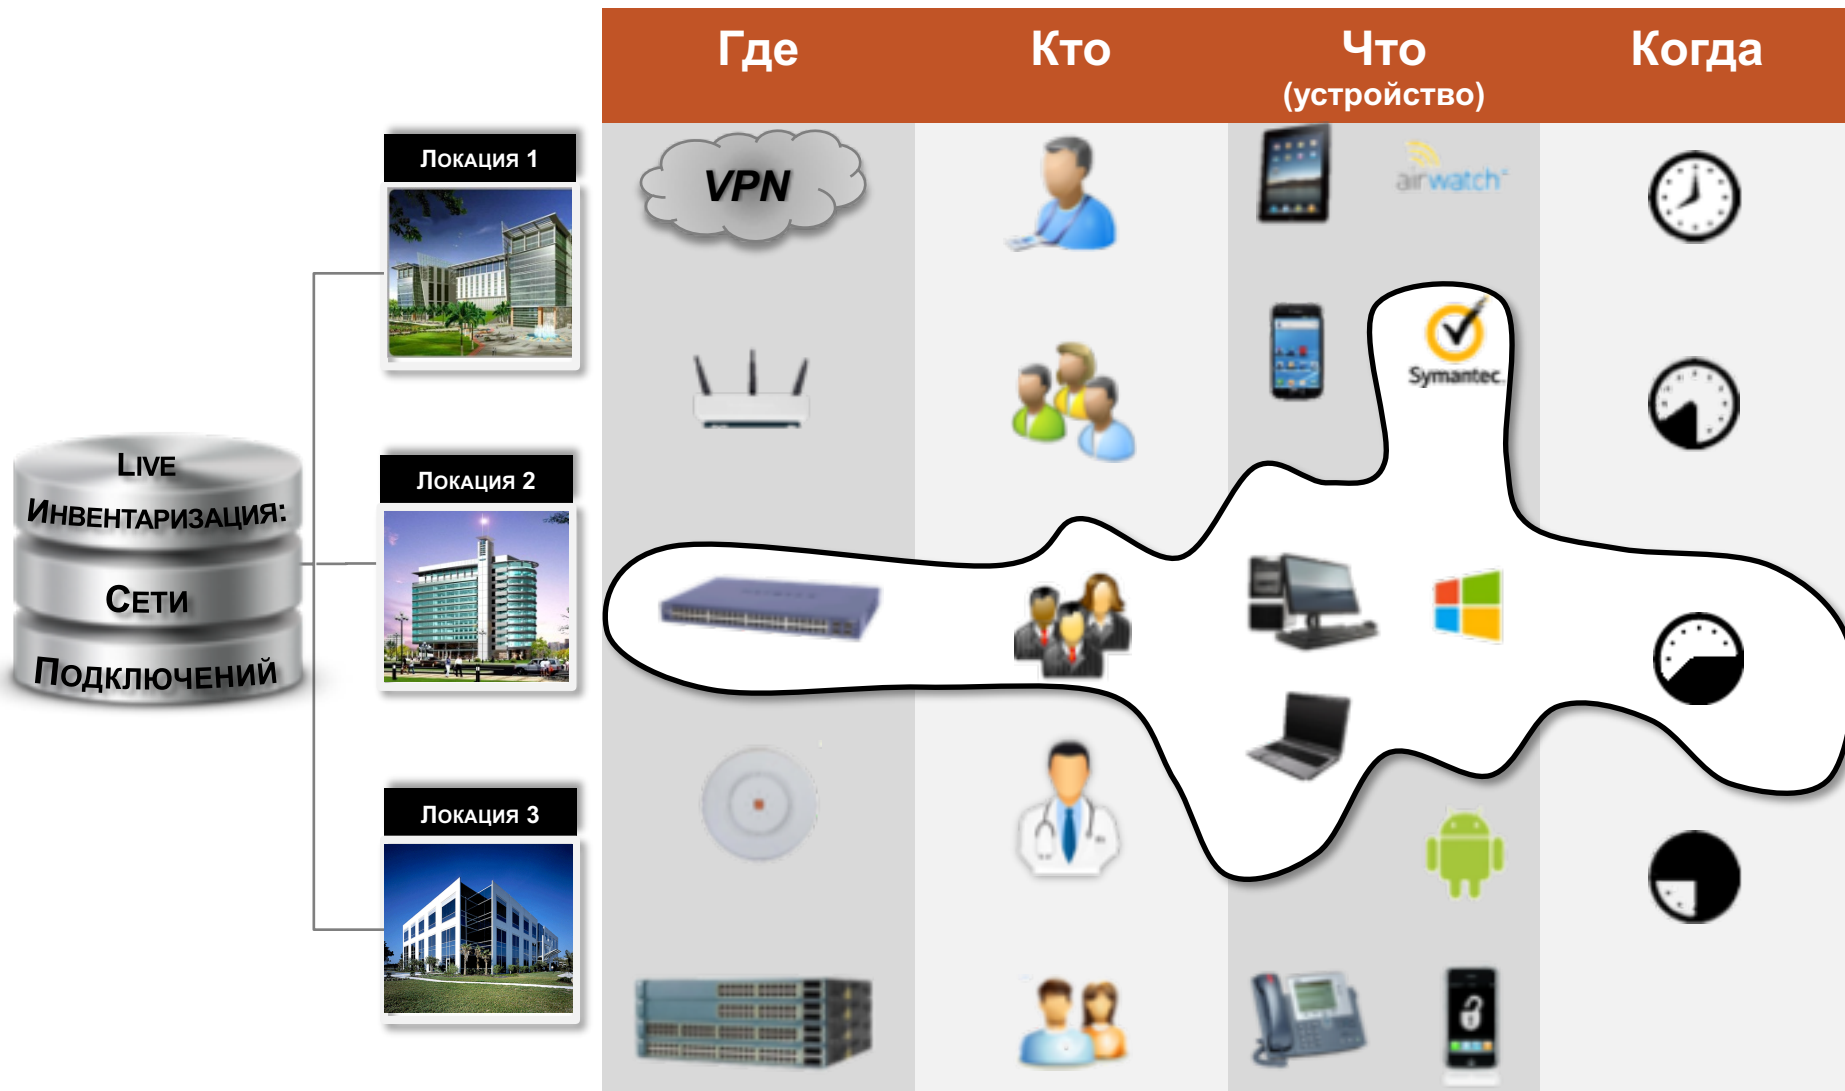 Где
Кто
Что
(устройство)
Когда
Локация 1
VPN
airwatch
Symantec.
Live
Инвентаризация:
Сети
Подключений
Локация 2
Локация 3